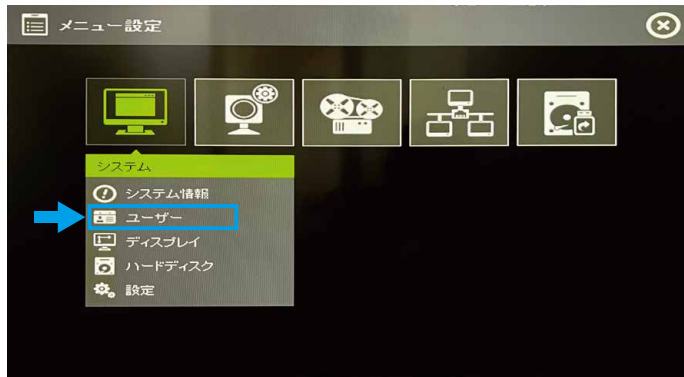 メニュー設定
システム
システム情報
ユーザー
ディスプレイ
ハードディスク
設定